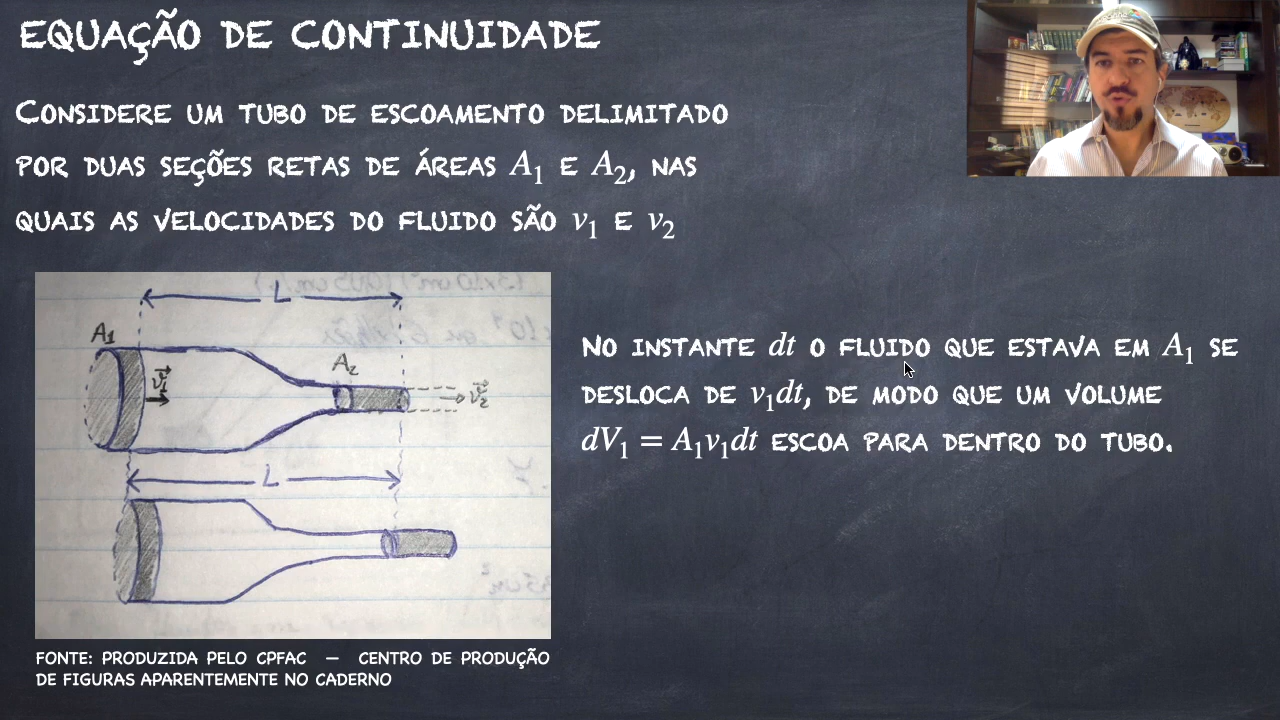 EQUAÇÃO DE CONTINUIDADE
CONSIDERE UM TUBO DE ESCOAMENTO DELIMITADO
POR DUAS SEÇÕES RETAS DE ÁREAS A₁ E A₂, NAS
QUAIS AS VELOCIDADES DO FLUIDO SÃO v₁ E v₂
L
A₁
A₂
v⃗₁
v⃗₂
L
NO INSTANTE dt O FLUIDO QUE ESTAVA EM A₁ SE
DESLOCA DE v₁dt, DE MODO QUE UM VOLUME
dV₁ = A₁v₁dt ESCOA PARA DENTRO DO TUBO.
FONTE: PRODUZIDA PELO CPFAC — CENTRO DE PRODUÇÃO
DE FIGURAS APARENTEMENTE NO CADERNO